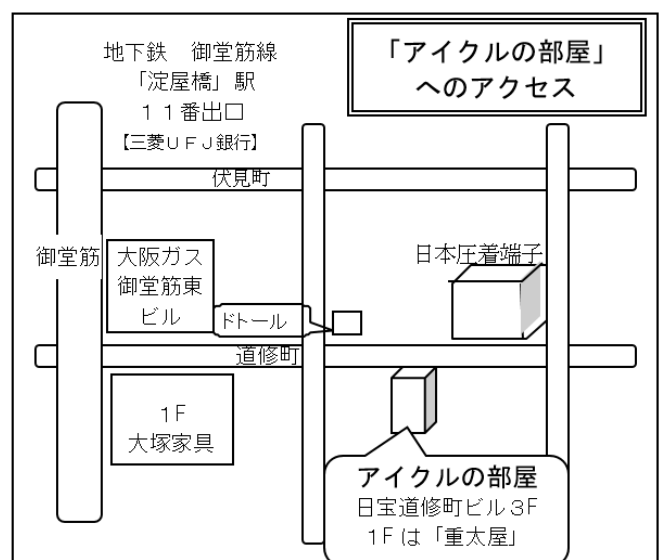 「アイクルの部屋」
へのアクセス
地下鉄　御堂筋線
「淀屋橋」駅
１１番出口
【三菱ＵＦＪ銀行】
伏見町
御堂筋
大阪ガス
御堂筋東
ビル
日本圧着端子
ドトール
道修町
１F
大塚家具
アイクルの部屋
日宝道修町ビル３F
１F は「重太屋」